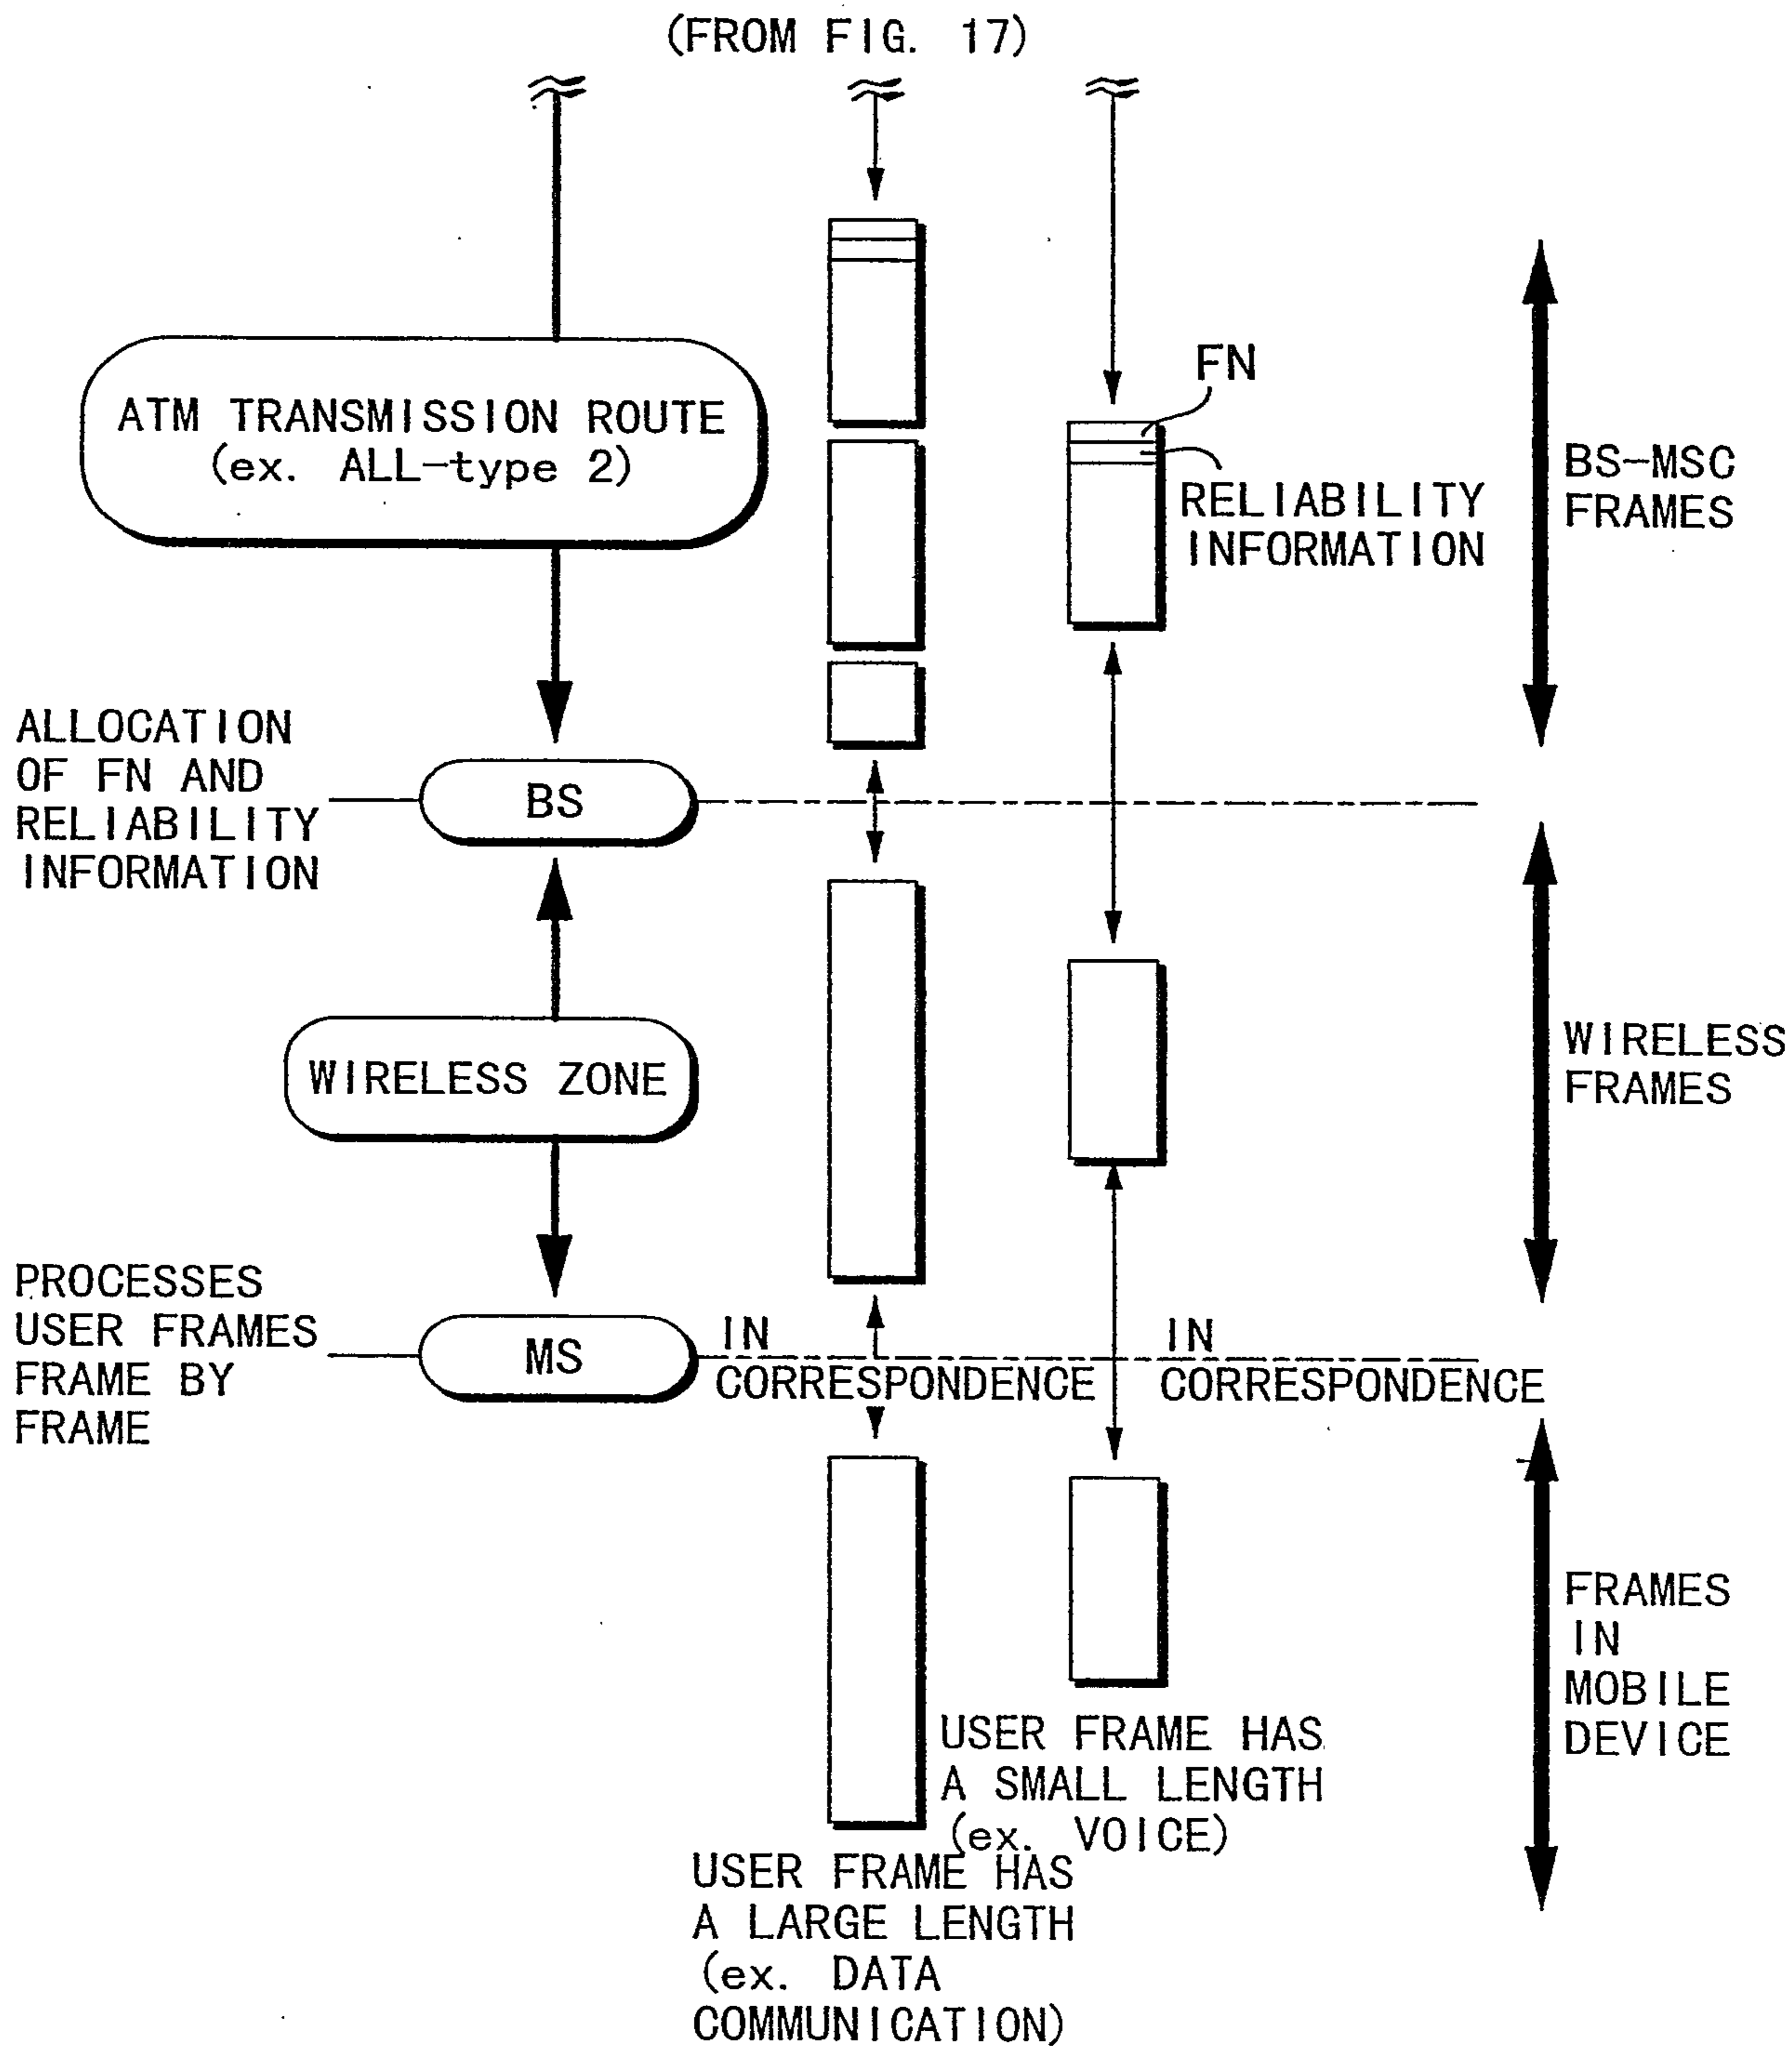 (FROM FIG. 17)
ATM TRANSMISSION ROUTE
(ex. ALL-type 2)
FN
RELIABILITY
INFORMATION
BS-MSC
FRAMES
ALLOCATION
OF FN AND
RELIABILITY
INFORMATION
BS
WIRELESS ZONE
WIRELESS
FRAMES
PROCESSES
USER FRAMES
FRAME BY
FRAME
MS
IN
CORRESPONDENCE
IN
CORRESPONDENCE
FRAMES
IN
MOBILE
DEVICE
USER FRAME HAS
A SMALL LENGTH
(ex. VOICE)
USER FRAME HAS
A LARGE LENGTH
(ex. DATA
COMMUNICATION)